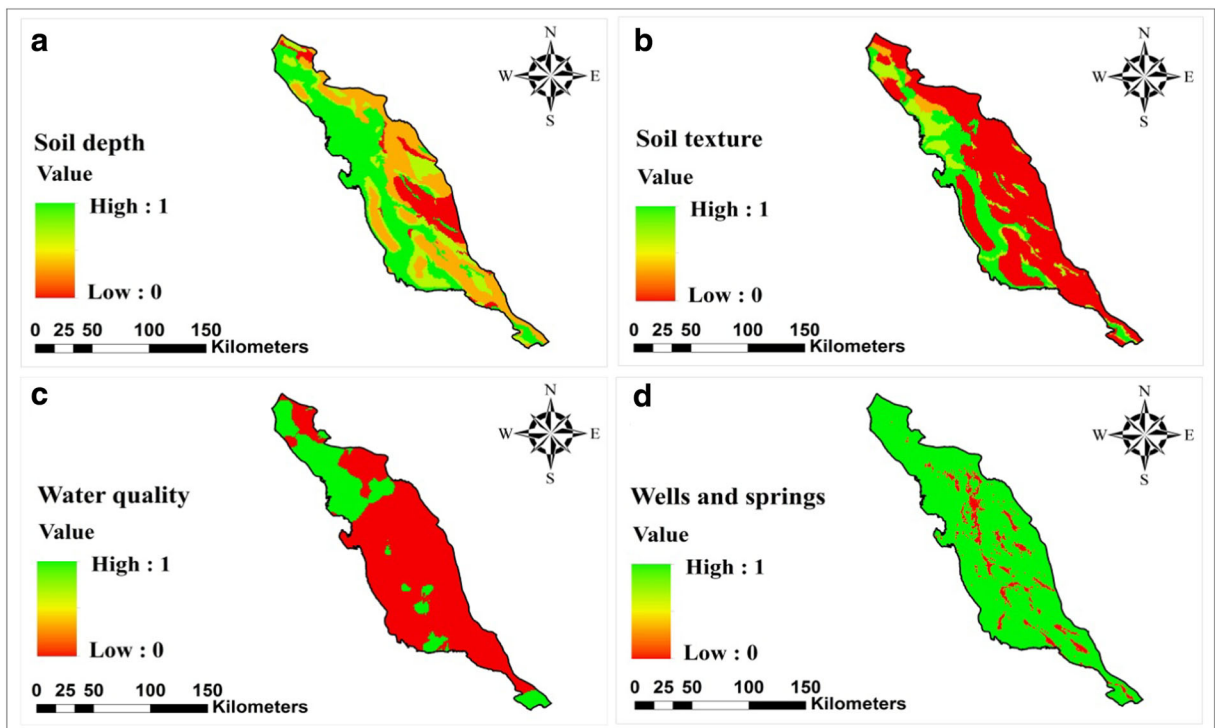 a
N
W E
S
Soil depth
Value
High : 1
Low : 0
0 25 50 100 150
Kilometers
b
N
W E
S
Soil texture
Value
High : 1
Low : 0
0 25 50 100 150
Kilometers
c
N
W E
S
Water quality
Value
High : 1
Low : 0
0 25 50 100 150
Kilometers
d
N
W E
S
Wells and springs
Value
High : 1
Low : 0
0 25 50 100 150
Kilometers